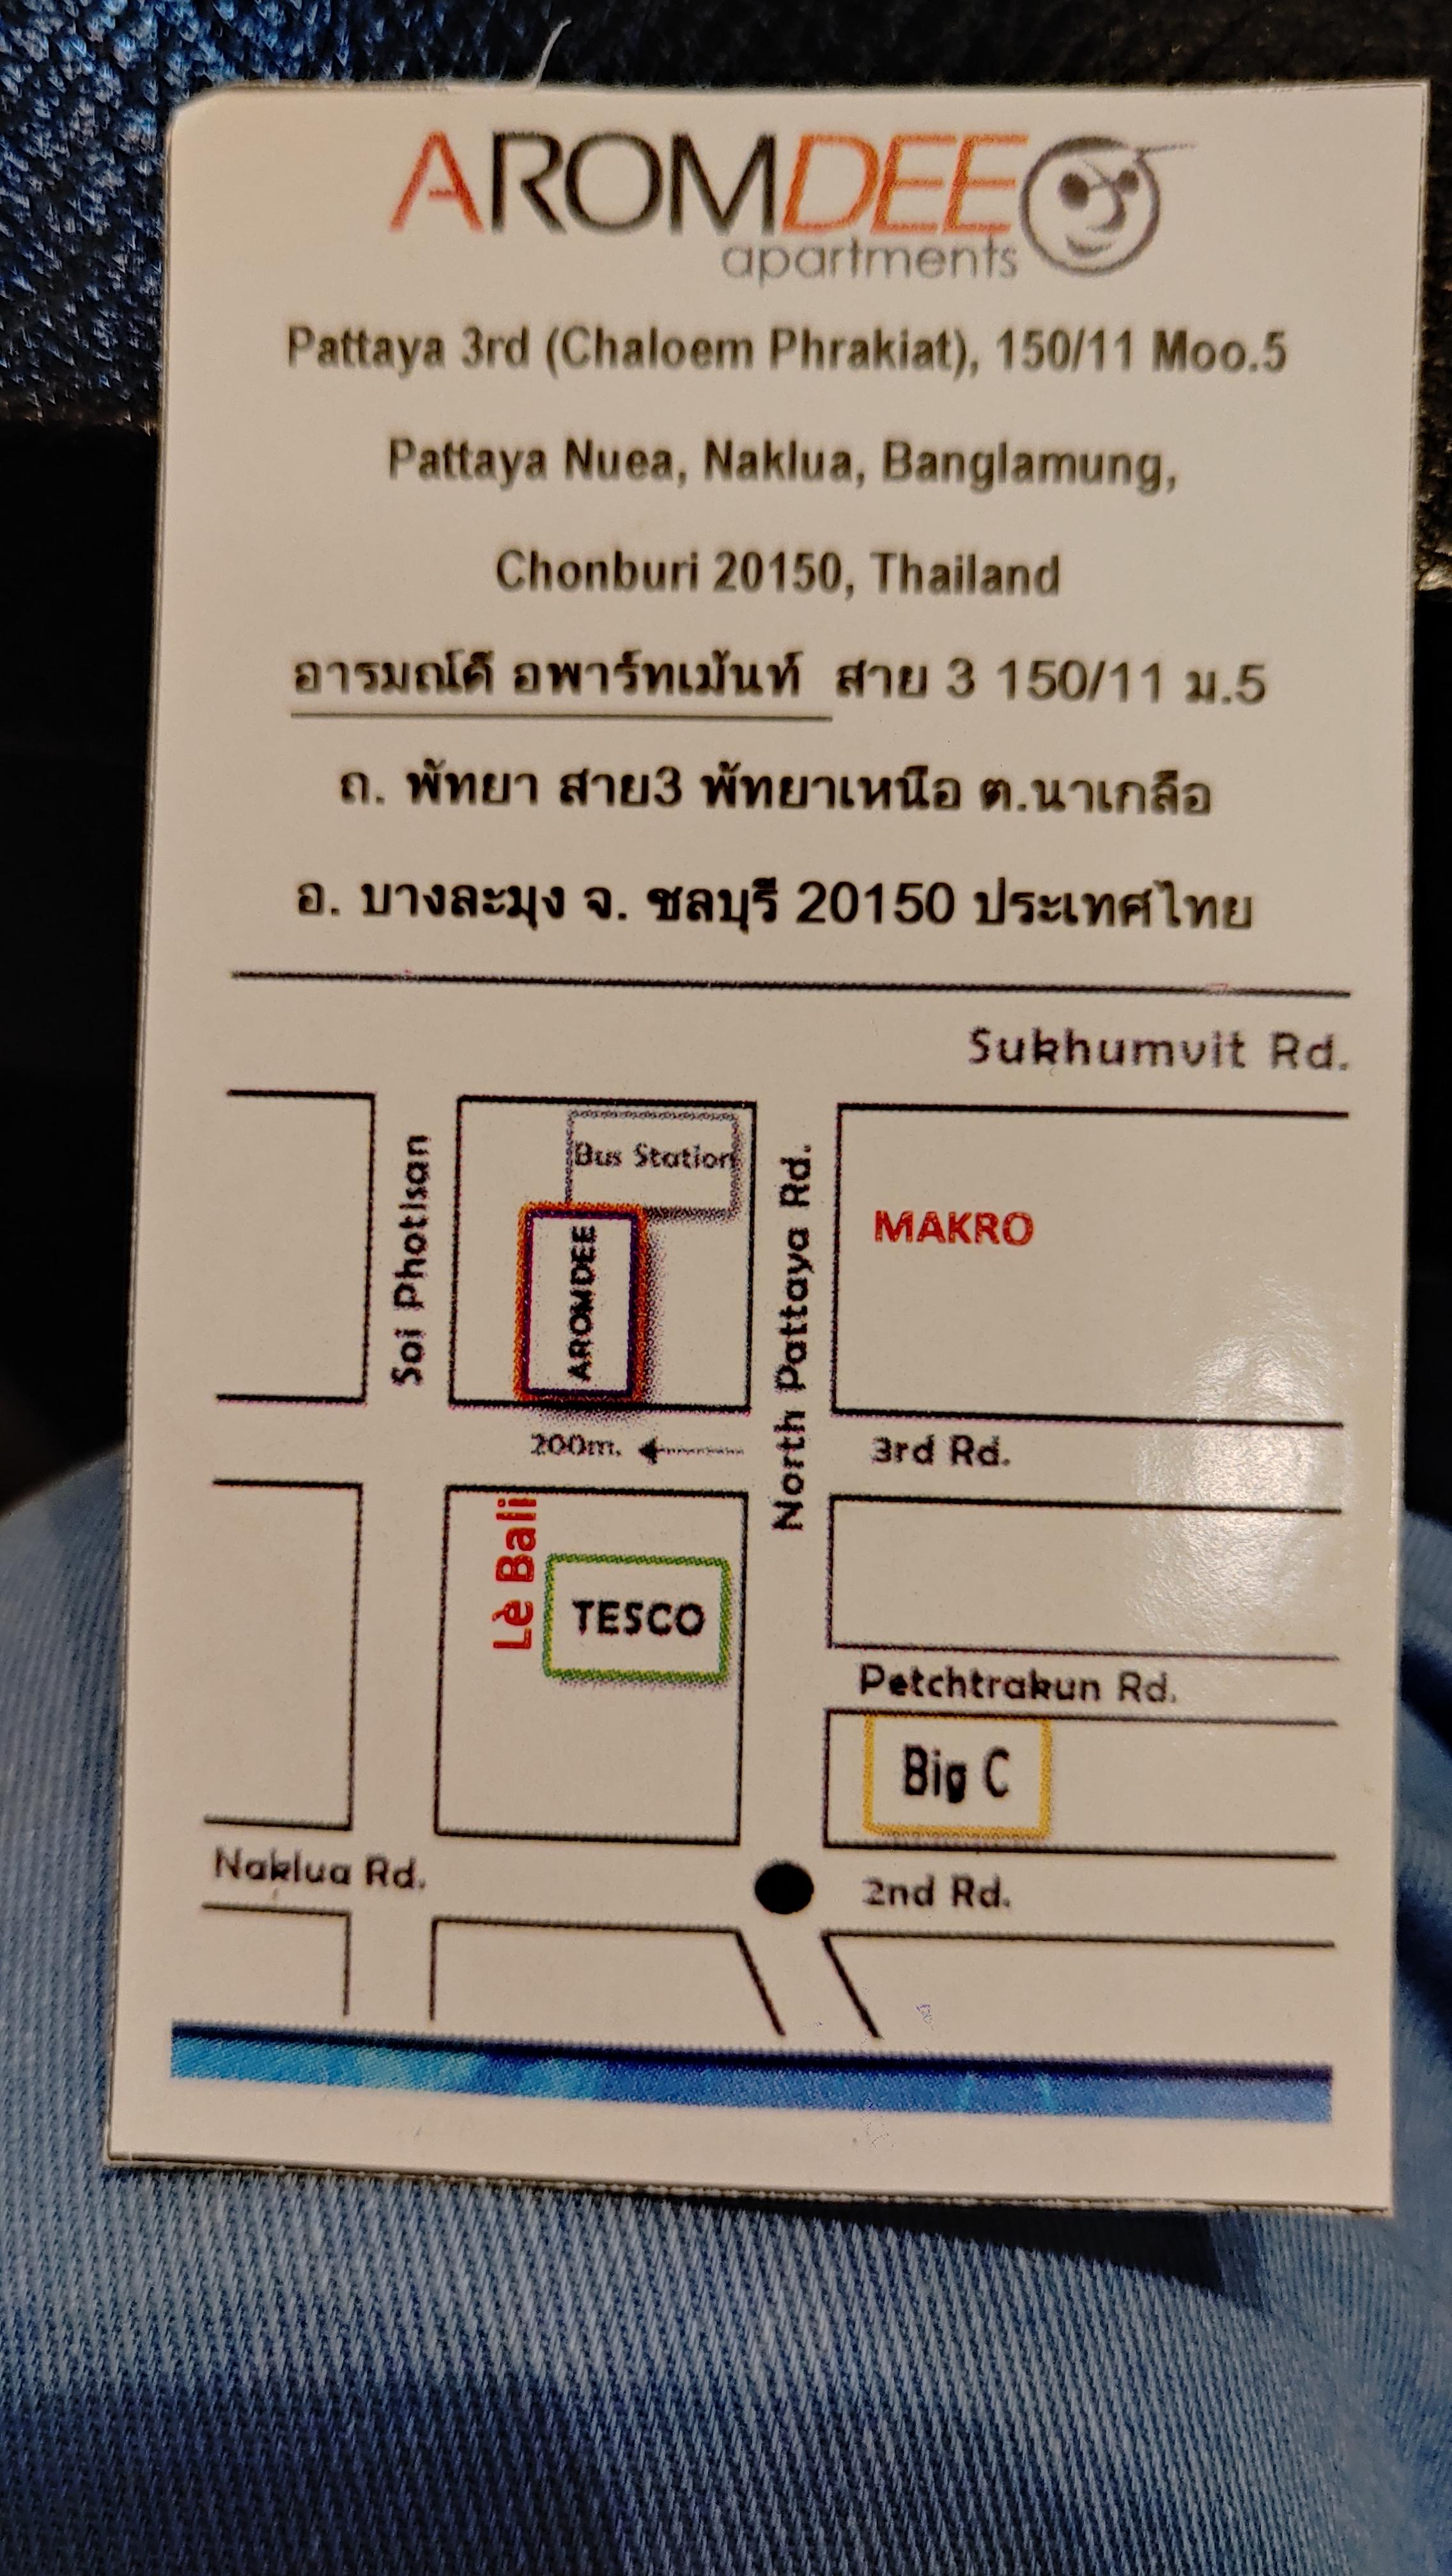 AROMDEE
apartments
Pattaya 3rd (Chaloem Phrakiat), 150/11 Moo.5
Pattaya Nuea, Naklua, Banglamung,
Chonburi 20150, Thailand
อารมณ์ดี อพาร์ทเม้นท์ สาย 3 150/11 ม.5
ถ. พัทยา สาย3 พัทยาเหนือ ต.นาเกลือ
อ. บางละมุง จ. ชลบุรี 20150 ประเทศไทย
Sukhumvit Rd.
Bus Station
Soi Photisan
AROMDEE
North Pattaya Rd.
MAKRO
200m.
3rd Rd.
Lè Bali
TESCO
Petchtrakun Rd.
Big C
Naklua Rd.
2nd Rd.